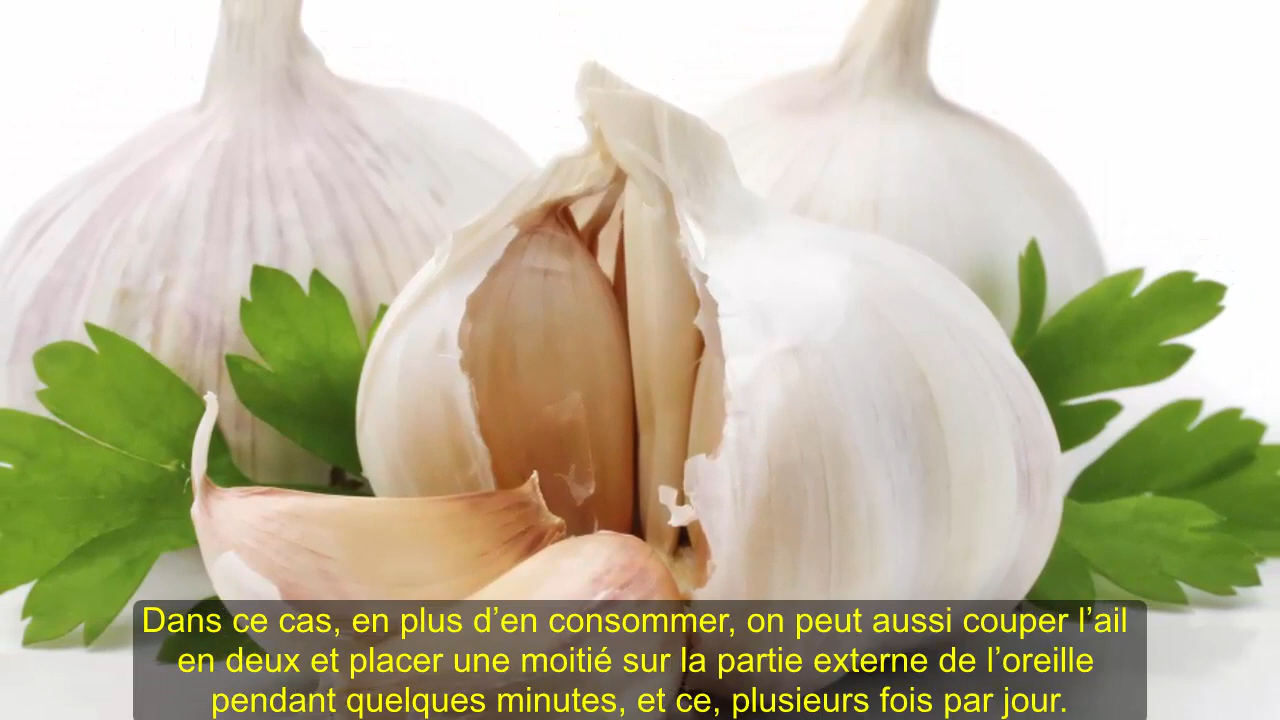 Dans ce cas, en plus d’en consommer, on peut aussi couper l’ail
en deux et placer une moitié sur la partie externe de l’oreille
pendant quelques minutes, et ce, plusieurs fois par jour.